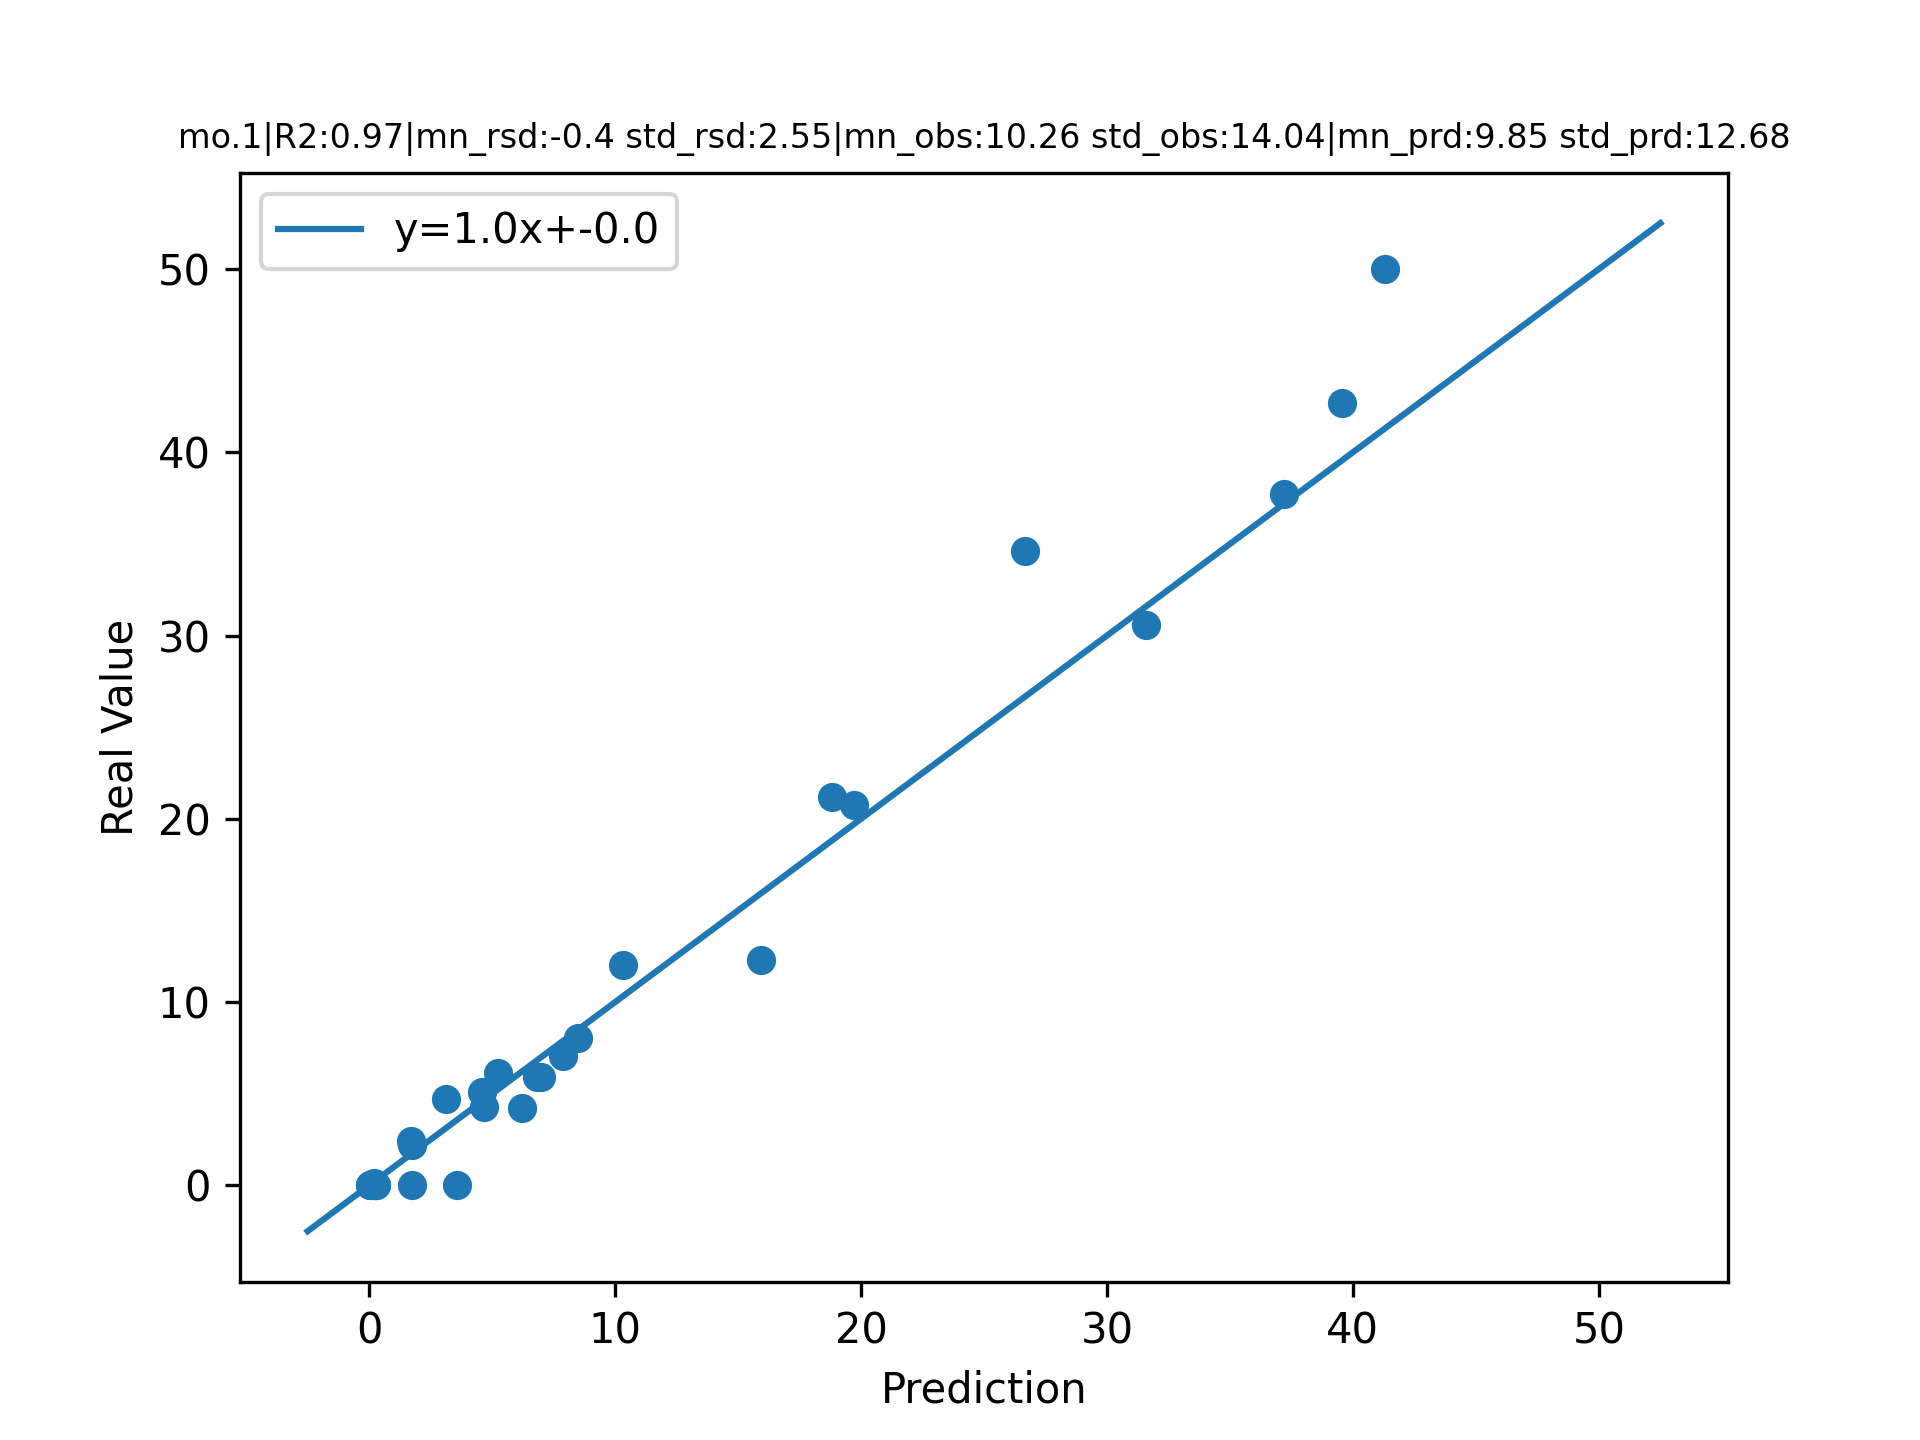 mo.1|R2:0.97|mn_rsd:-0.4 std_rsd:2.55|mn_obs:10.26 std_obs:14.04|mn_prd:9.85 std_prd:12.68
y=1.0x+-0.0
50
40
30
20
10
0
Real Value
0 10 20 30 40 50
Prediction